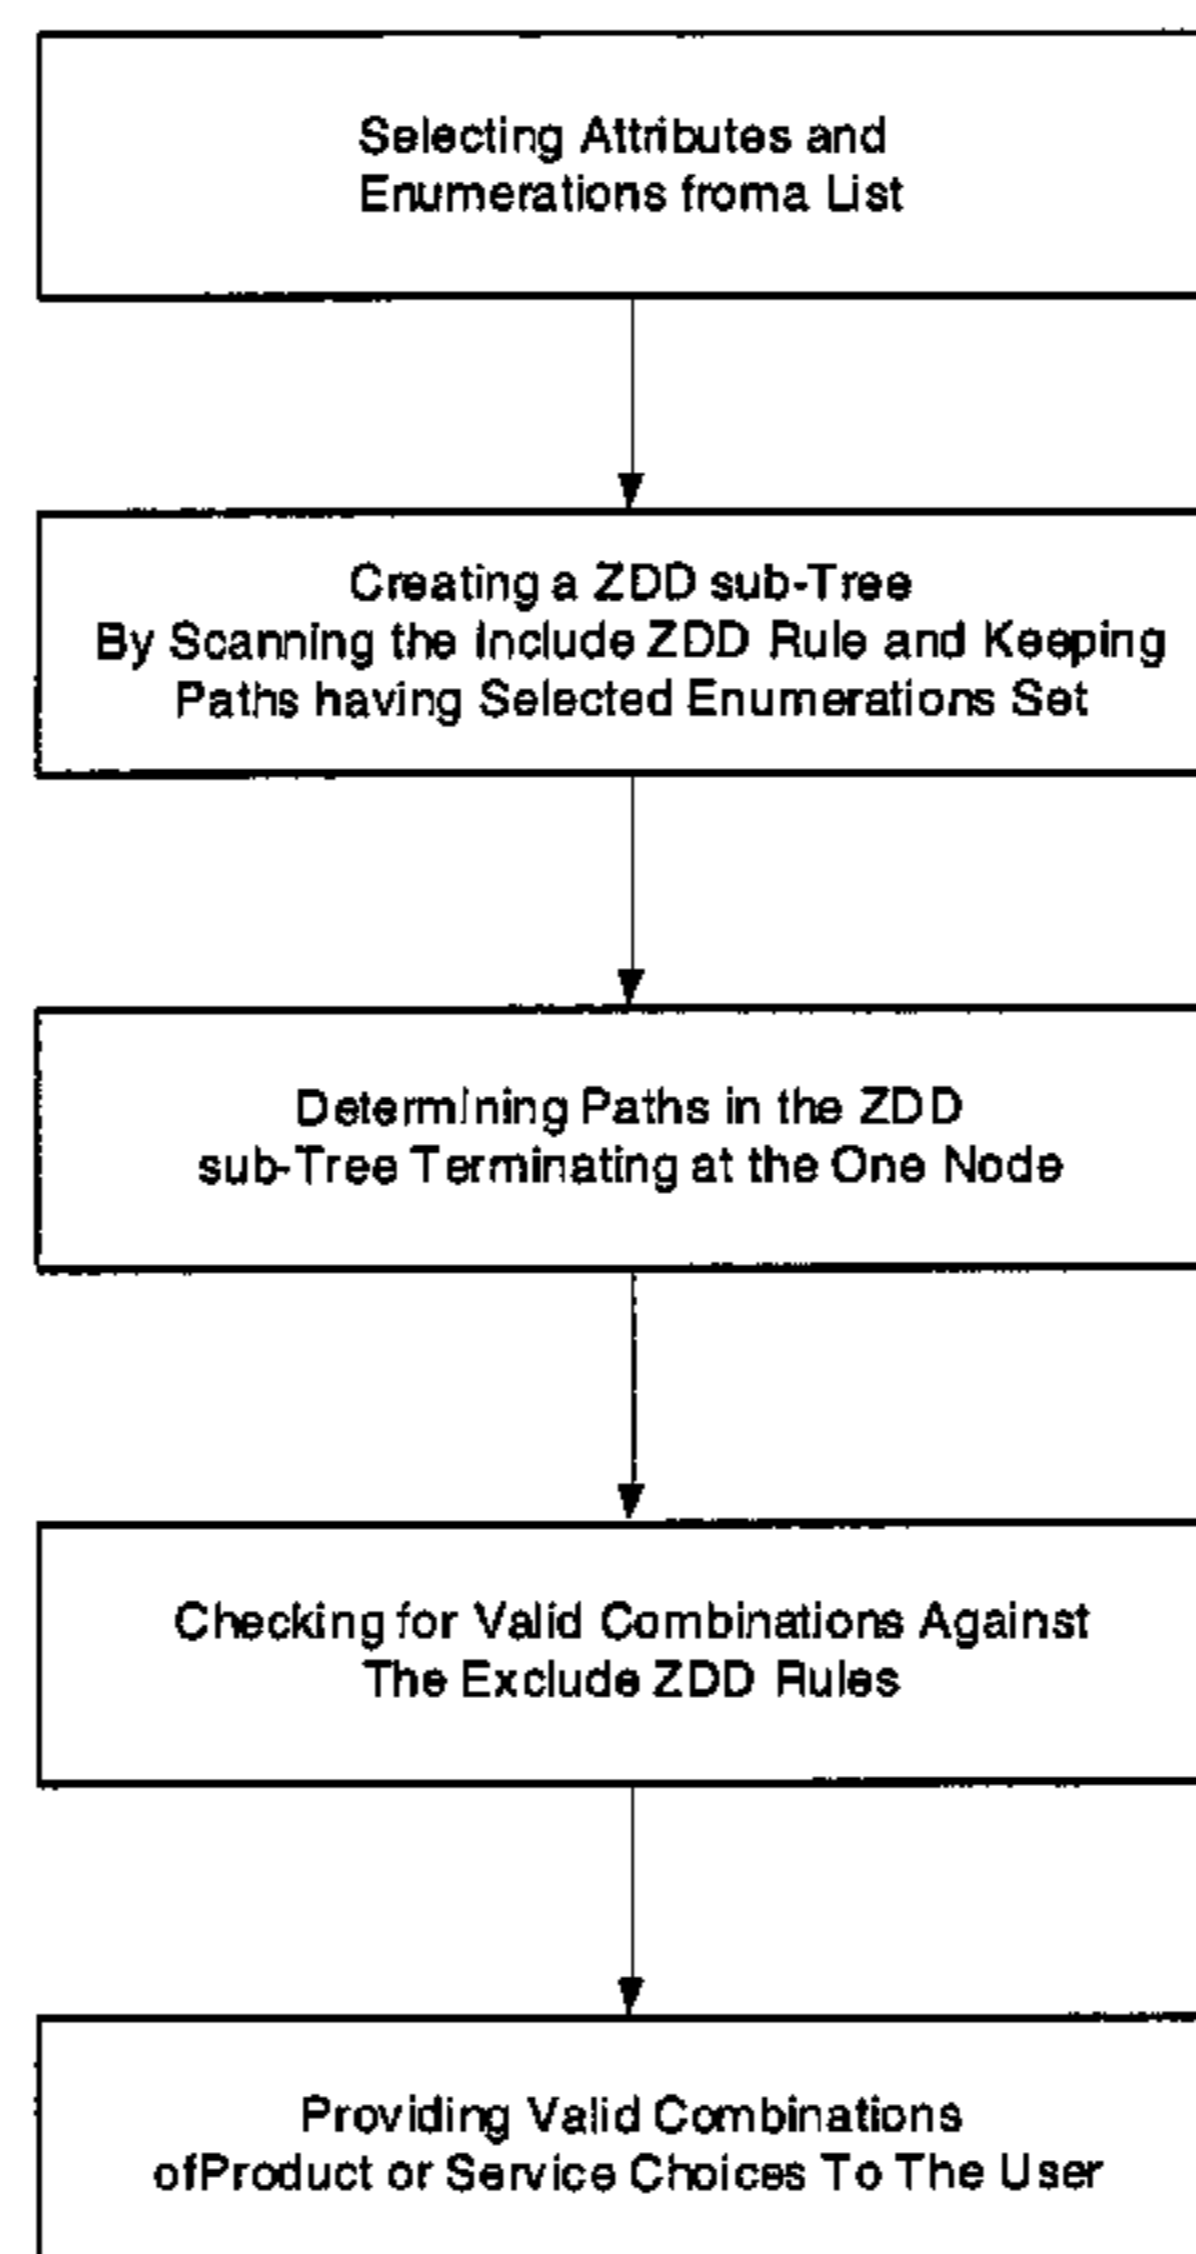 Selecting Attributes and
Enumerations froma List
Creating a ZDD sub-Tree
By Scanning the Include ZDD Rule and Keeping
Paths having Selected Enumerations Set
Determining Paths in the ZDD
sub-Tree Terminating at the One Node
Checking for Valid Combinations Against
The Exclude ZDD Rules
Providing Valid Combinations
ofProduct or Service Choices To The User